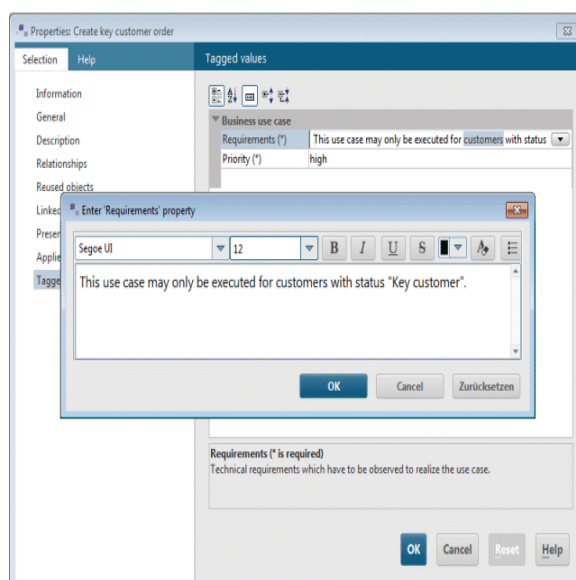 Properties: Create key customer order
Selection Help
Tagged values
Information
General
Description
Relationships
Reused objects
Linked
Presen
Applie
Tagge
Business use case
Requirements (*) This use case may only be executed for customers with status
Priority (*) high
Enter 'Requirements' property
Segoe UI 12 B I U S
This use case may only be executed for customers with status "Key customer".
OK Cancel Zurücksetzen
Requirements (* is required)
Technical requirements which have to be observed to realize the use case.
OK Cancel Reset Help